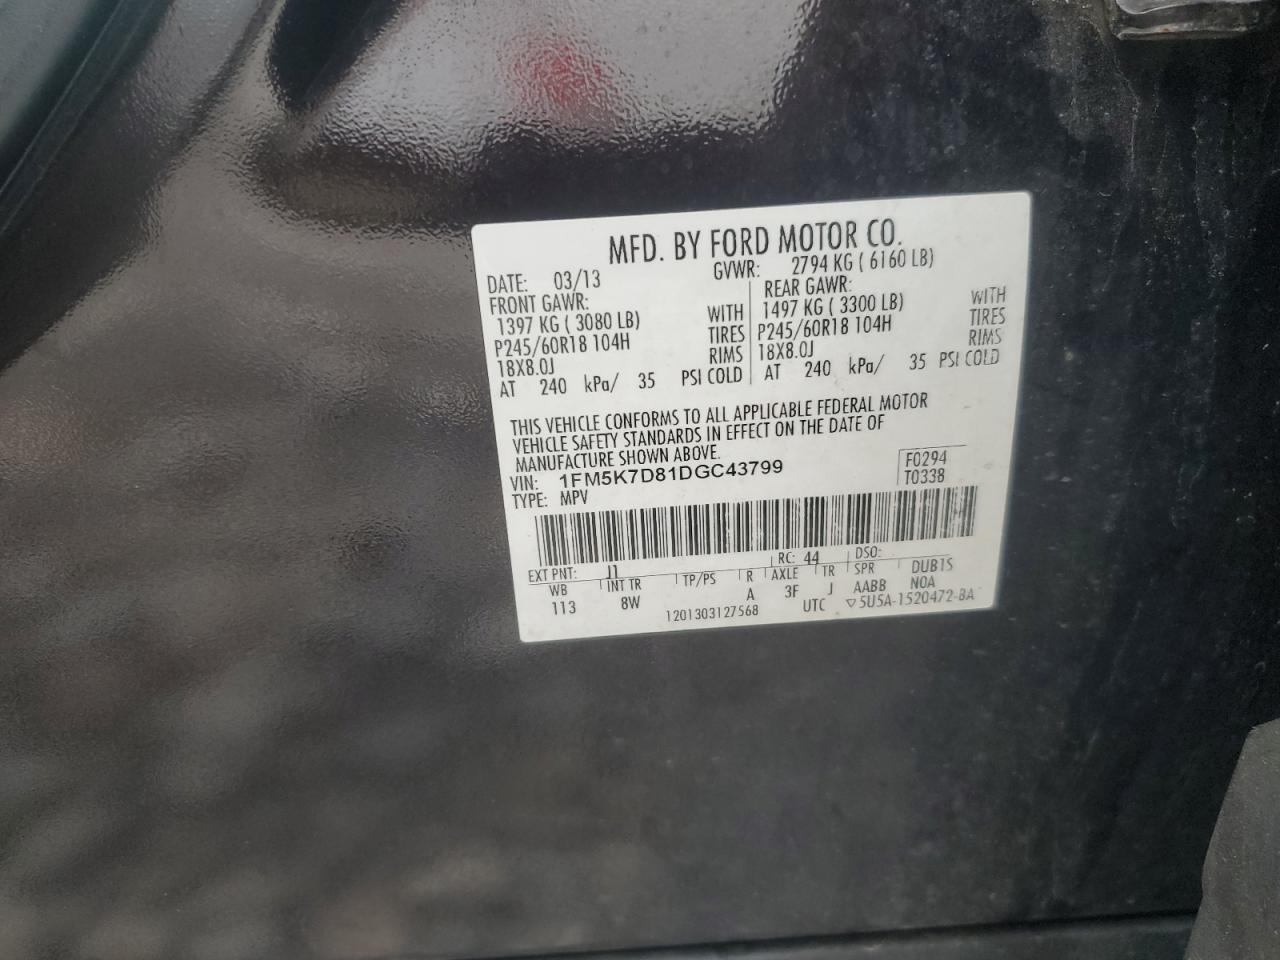 MFD. BY FORD MOTOR CO.
DATE: 03/13 GVWR: 2794 KG ( 6160 LB)
FRONT GAWR: REAR GAWR:
1397 KG ( 3080 LB) WITH 1497 KG ( 3300 LB) WITH
P245/60R18 104H TIRES P245/60R18 104H TIRES
18X8.0J RIMS 18X8.0J RIMS
AT 240 kPa/ 35 PSI COLD AT 240 kPa/ 35 PSI COLD
THIS VEHICLE CONFORMS TO ALL APPLICABLE FEDERAL MOTOR
VEHICLE SAFETY STANDARDS IN EFFECT ON THE DATE OF
MANUFACTURE SHOWN ABOVE.
VIN: 1FM5K7D81DGC43799 F0294
TYPE: MPV T0338
EXT PNT: J1 RC: 44 DSO:
WB INT TR TP/PS R AXLE TR SPR DUB1S
113 8W A 3F J AABB NOA
1201303127568 UTC ▽5U5A-1520472-BA